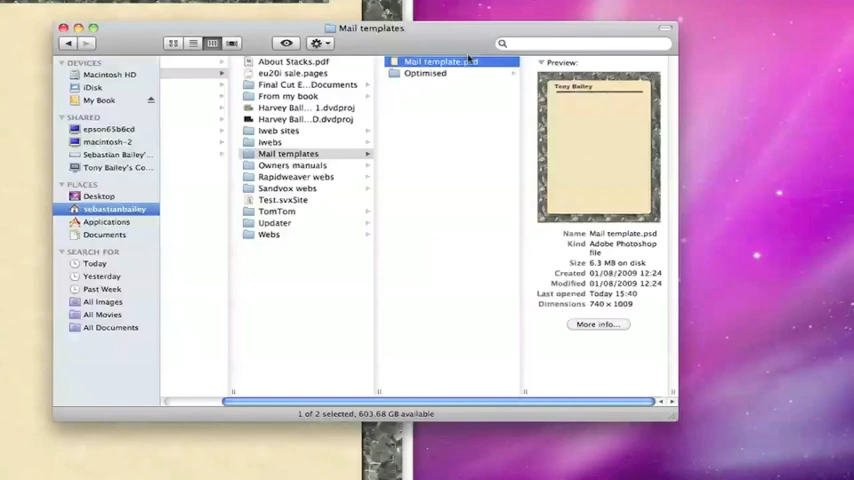 Mail templates
DEVICES
Macintosh HD
iDisk
My Book
SHARED
epson65b6cd
macintosh-2
Sebastian Bailey'...
Tony Bailey's Co...
PLACES
Desktop
sebastianbailey
Applications
Documents
SEARCH FOR
Today
Yesterday
Past Week
All Images
All Movies
All Documents
About Stacks.pdf
eu20i sale.pages
Final Cut E...Documents
From my book
Harvey Ball... 1.dvdproj
Harvey Ball...D.dvdproj
Iweb sites
Iwebs
Mail templates
Owners manuals
Rapidweaver webs
Sandvox webs
Test.svxSite
TomTom
Updater
Webs
Mail template.psd
Optimised
Preview:
Tony Bailey
Name Mail template.psd
Kind Adobe Photoshop
file
Size 6.3 MB on disk
Created 01/08/2009 12:24
Modified 01/08/2009 12:24
Last opened Today 15:40
Dimensions 740 × 1009
More info...
1 of 2 selected, 603.68 GB available